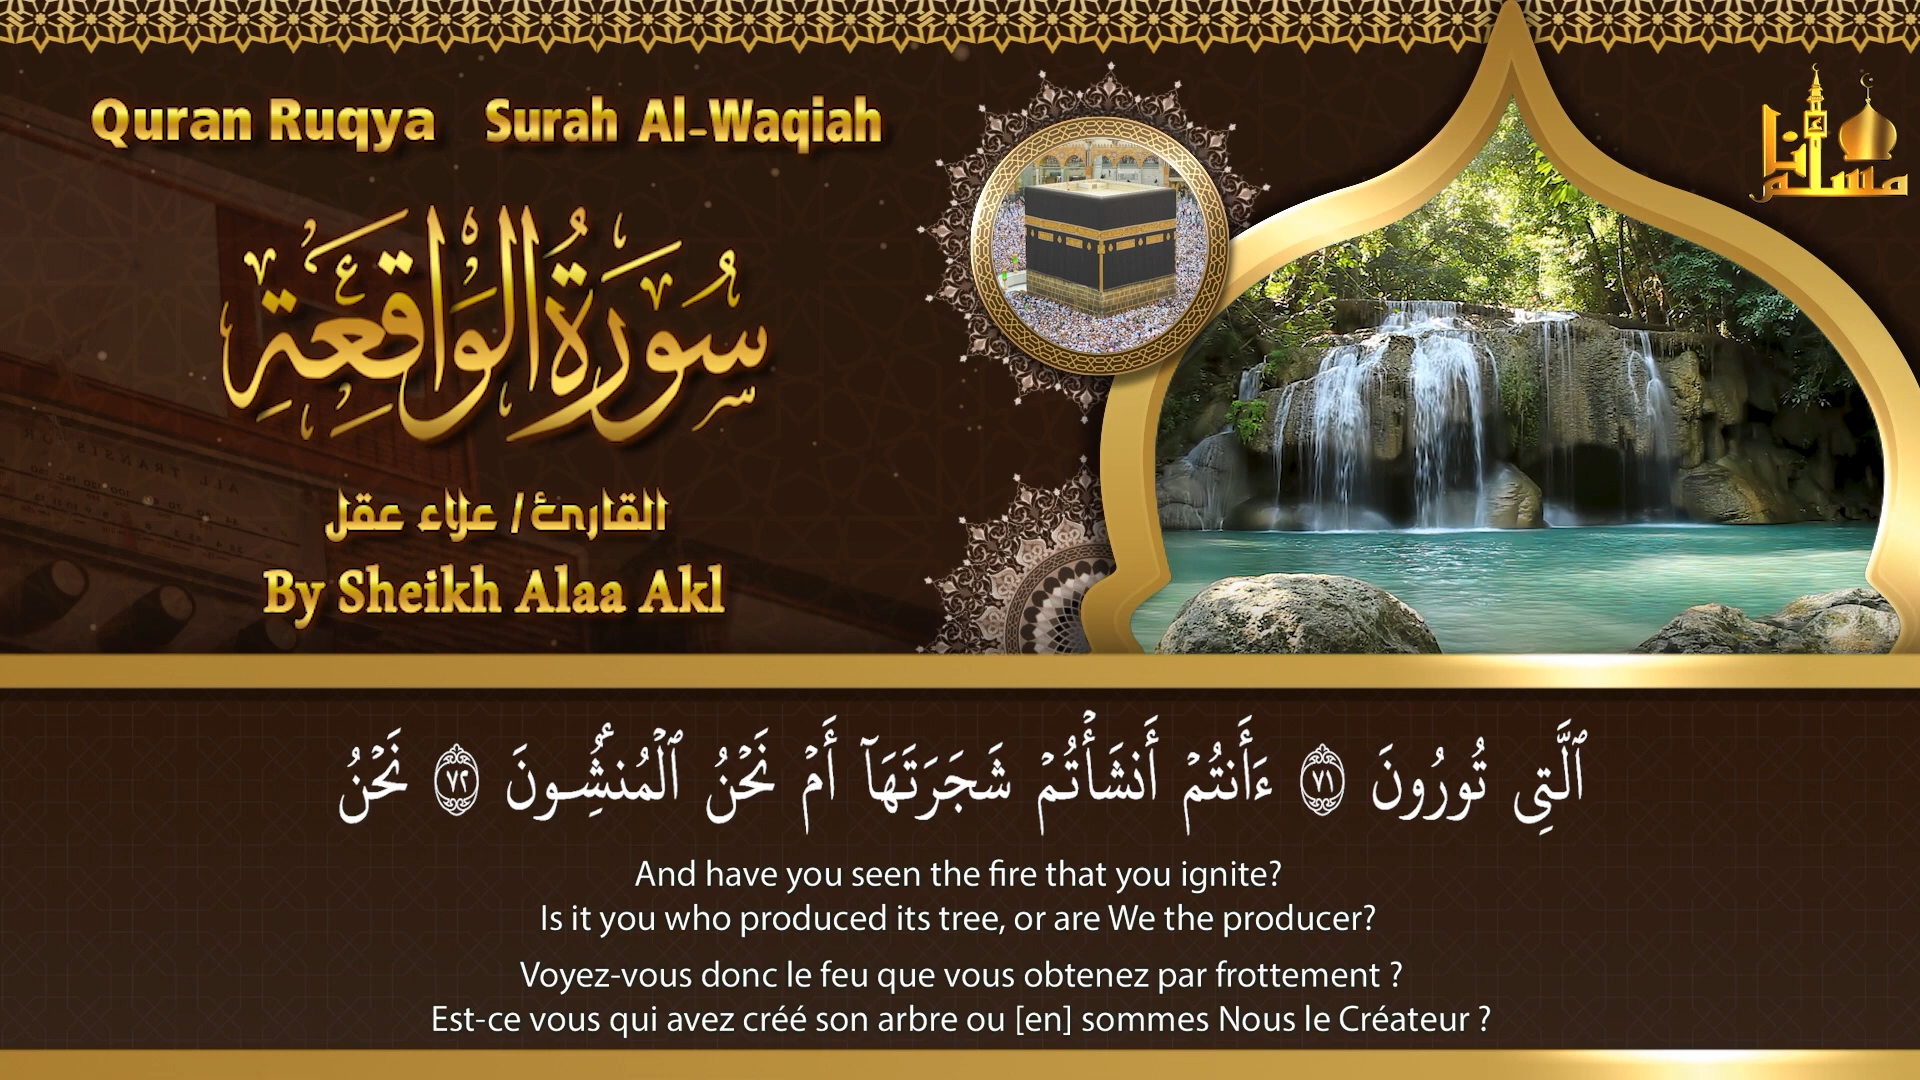 Quran Ruqya Surah Al-Waqiah
أنا مسلم
سُورَةُ الْوَاقِعَةِ
القارئ / علاء عقل
By Sheikh Alaa Akl
ٱلَّتِى تُورُونَ ٧١ ءَأَنتُمْ أَنشَأْتُمْ شَجَرَتَهَآ أَمْ نَحْنُ ٱلْمُنشِـُٔونَ ٧٢ نَحْنُ
And have you seen the fire that you ignite?
Is it you who produced its tree, or are We the producer?
Voyez-vous donc le feu que vous obtenez par frottement ?
Est-ce vous qui avez créé son arbre ou [en] sommes Nous le Créateur ?